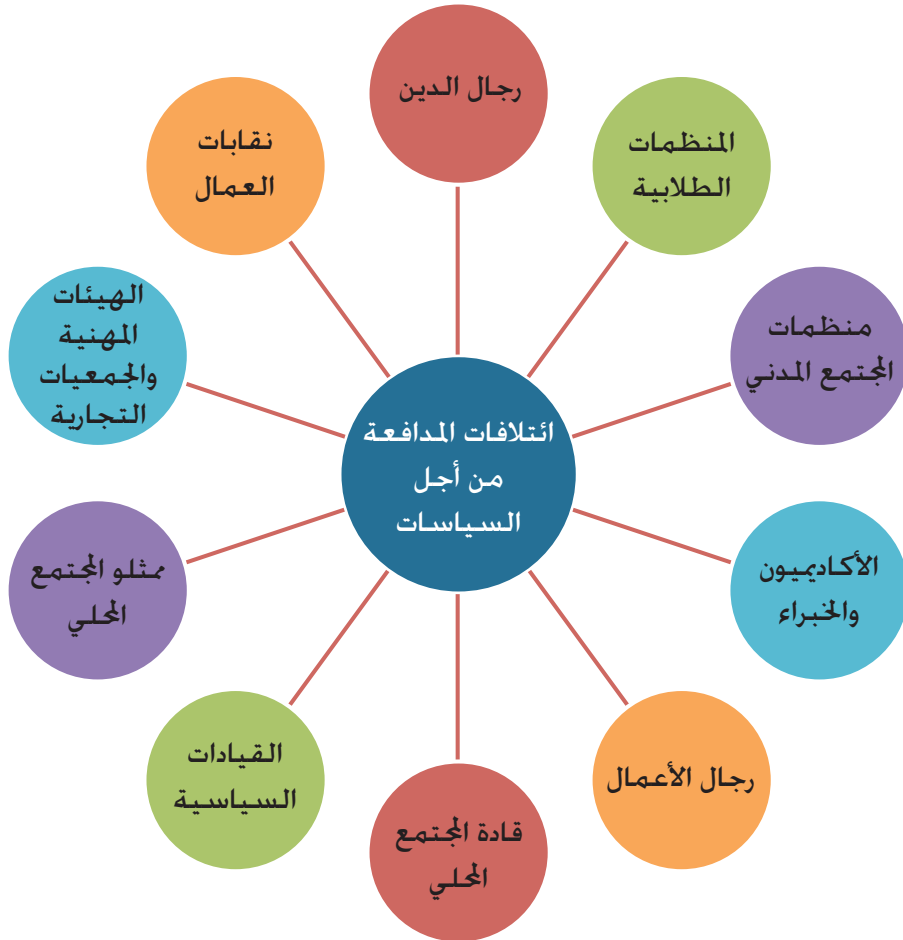 رجال الدين
المنظمات
الطلابية
منظمات
المجتمع المدني
الأكاديميون
والخبراء
رجال الأعمال
قادة المجتمع
المحلي
القيادات
السياسية
ممثلو المجتمع
المحلي
الهيئات
المهنية
والجمعيات
التجارية
نقابات
العمال
ائتلافات المدافعة
من أجل
السياسات